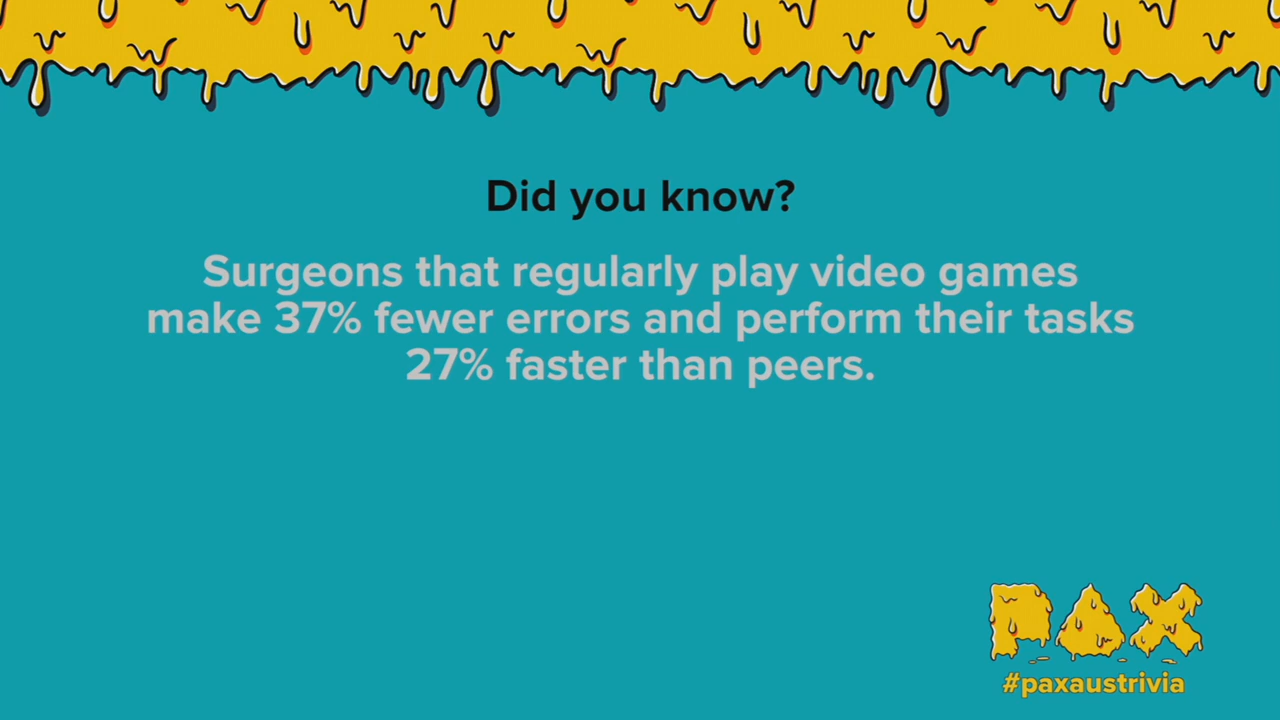 Did you know?
Surgeons that regularly play video games
make 37% fewer errors and perform their tasks
27% faster than peers.
PAX
#paxaustrivia